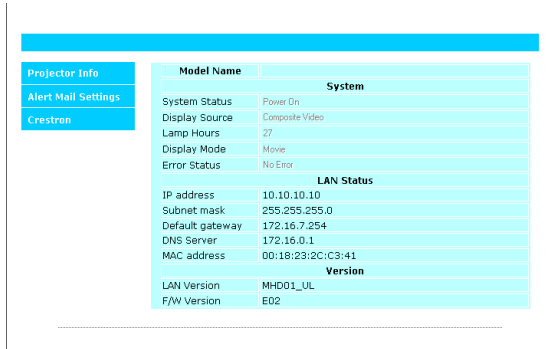 Projector Info
Alert Mail Settings
Crestron
Model Name
System
System Status Power On
Display Source Composite Video
Lamp Hours 27
Display Mode Movie
Error Status No Error
LAN Status
IP address 10.10.10.10
Subnet mask 255.255.255.0
Default gateway 172.16.7.254
DNS Server 172.16.0.1
MAC address 00:18:23:2C:C3:41
Version
LAN Version MHD01_UL
F/W Version E02